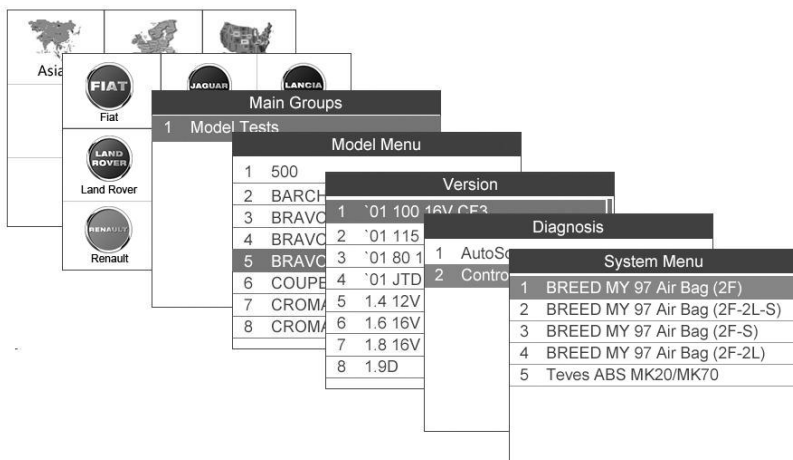 Asia
FIAT
JAGUAR
LANCIA
Fiat
LAND
ROVER
Land Rover
RENAULT
Renault
Main Groups
1 Model Tests
Model Menu
1 500
2 BARCH
3 BRAVO
4 BRAVO
5 BRAVO
6 COUPE
7 CROMA
8 CROMA
Version
1 `01 100 16V CF3
2 `01 115
3 `01 80 1
4 `01 JTD
5 1.4 12V
6 1.6 16V
7 1.8 16V
8 1.9D
Diagnosis
1 AutoSc
2 Contro
System Menu
1 BREED MY 97 Air Bag (2F)
2 BREED MY 97 Air Bag (2F-2L-S)
3 BREED MY 97 Air Bag (2F-S)
4 BREED MY 97 Air Bag (2F-2L)
5 Teves ABS MK20/MK70